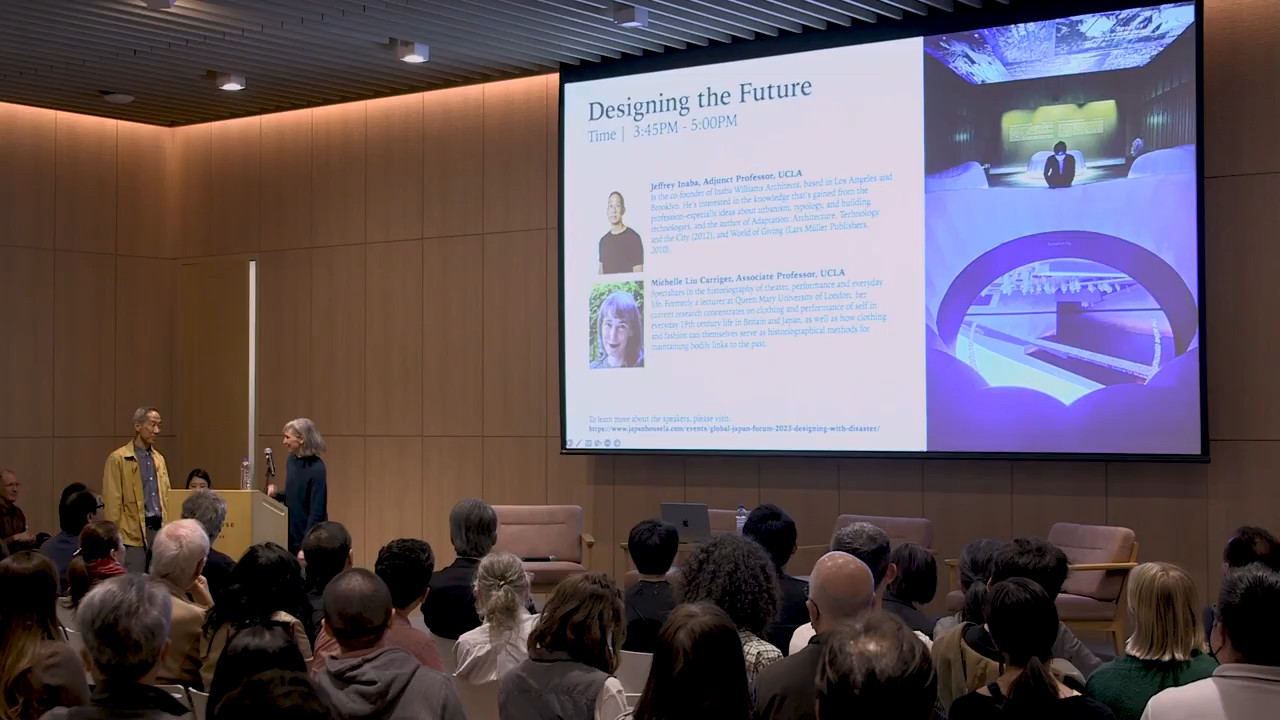 Designing the Future
Time | 3:45PM - 5:00PM
Jeffrey Inaba, Adjunct Professor, UCLA
Is the co-founder of Inaba Williams Architects, based in Los Angeles and
Brooklyn. He's interested in the knowledge that's gained from the
profession-especially ideas about urbanism, typology, and building
technologies, and the author of Adaptation: Architecture, Technology
and the City (2012), and World of Giving (Lars Müller Publishers,
2010).
Michelle Liu Carriger, Associate Professor, UCLA
Specializes in the historiography of theater, performance and everyday
life. Formerly a lecturer at Queen Mary University of London, her
current research concentrates on clothing and performance of self in
everyday 19th century life in Britain and Japan, as well as how clothing
and fashion can themselves serve as historiographical methods for
maintaining bodily links to the past.
To learn more about the speakers, please visit:
https://www.japanhousela.com/events/global-japan-forum-2023-designing-with-disaster/